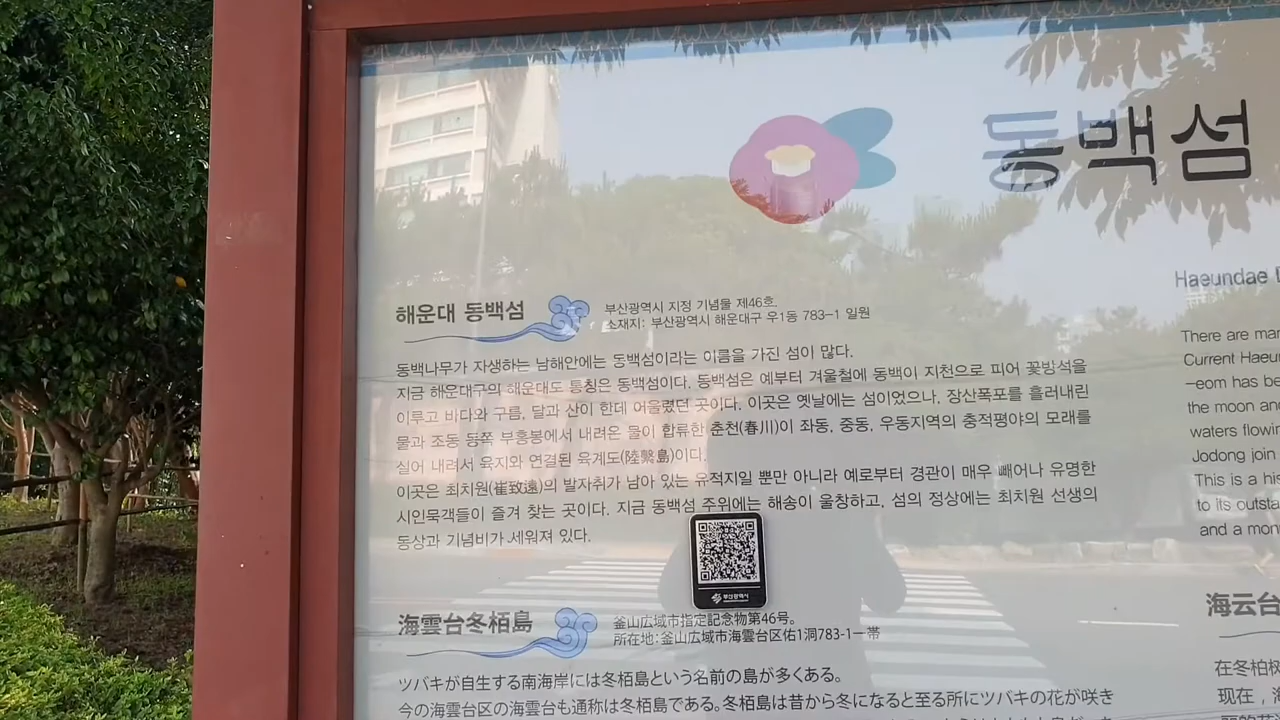 동백섬
해운대 동백섬
부산광역시 지정 기념물 제46호
소재지: 부산광역시 해운대구 우1동 783-1 일원
동백나무가 자생하는 남해안에는 동백섬이라는 이름을 가진 섬이 많다.
지금 해운대구의 해운대도 통칭은 동백섬이다. 동백섬은 예부터 겨울철에 동백이 지천으로 피어 꽃방석을
이루고 바다와 구름, 달과 산이 한데 어울렸던 곳이다. 이곳은 옛날에는 섬이었으나, 장산폭포를 흘러내린
물과 조동 동쪽 부흥봉에서 내려온 물이 합류한 춘천(春川)이 좌동, 중동, 우동지역의 충적평야의 모래를
실어 내려서 육지와 연결된 육계도(陸繫島)이다.
이곳은 최치원(崔致遠)의 발자취가 남아 있는 유적지일 뿐만 아니라 예로부터 경관이 매우 빼어나 유명한
시인묵객들이 즐겨 찾는 곳이다. 지금 동백섬 주위에는 해송이 울창하고, 섬의 정상에는 최치원 선생의
동상과 기념비가 세워져 있다.
부산광역시
海雲台冬栢島
釜山広域市指定記念物第46号。
所在地:釜山広域市海雲台区佑1洞783-1一帯
ツバキが自生する南海岸には冬栢島という名前の島が多くある。
今の海雲台区の海雲台も通称は冬栢島である。冬栢島は昔から冬になると至る所にツバキの花が咲き
Haeundae
There are ma
Current Haeu
-eom has be
the moon and
waters flowin
Jodong join
This is a his
to its outsta
and a mon
海云台
在冬柏树
现在,